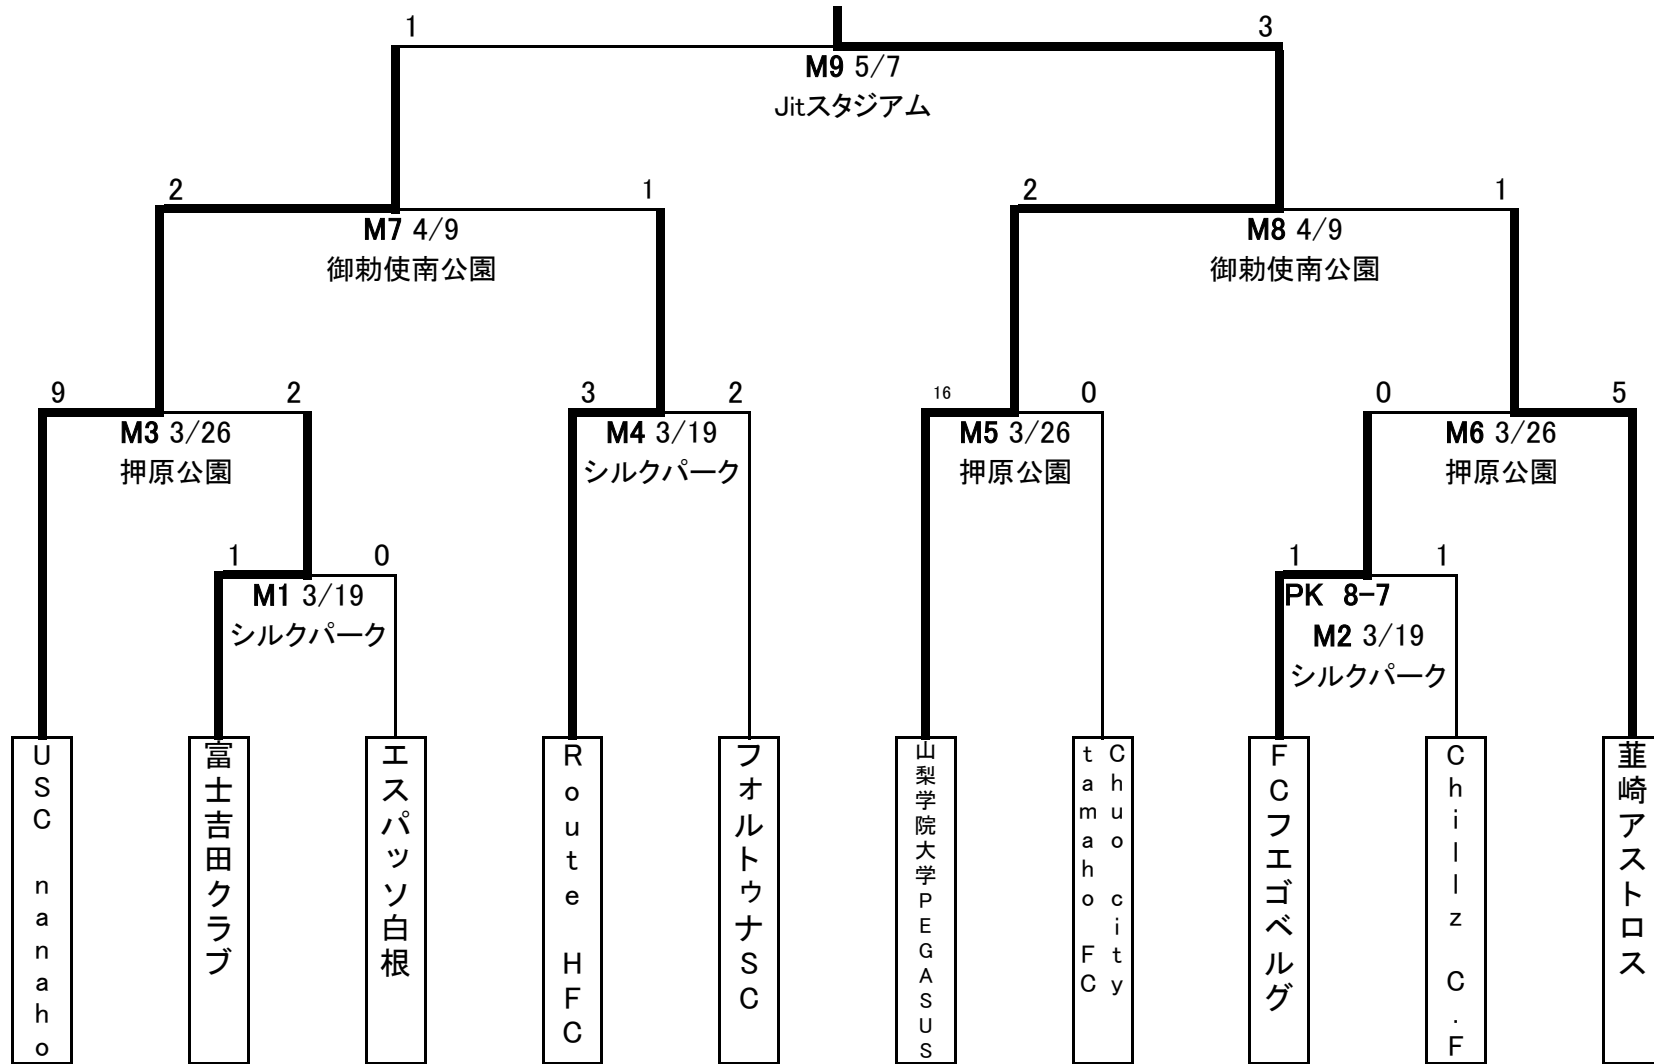 1
3
M9 5/7
Jitスタジアム
2
1
2
1
M7 4/9
M8 4/9
御勅使南公園
御勅使南公園
9
2
3
2
16
0
0
5
M3 3/26
M4 3/19
M5 3/26
M6 3/26
押原公園
シルクパーク
押原公園
押原公園
1
0
1
1
M1 3/19
PK 8-7
シルクパーク
M2 3/19
シルクパーク
USC nanaho
富士吉田クラブ
エスパッソ白根
Route HFC
フォルトゥナSC
山梨学院大学PEGASUS
Chuo city
tamaho FC
FCフエゴベルグ
Chillz C.F
韮崎アストロス